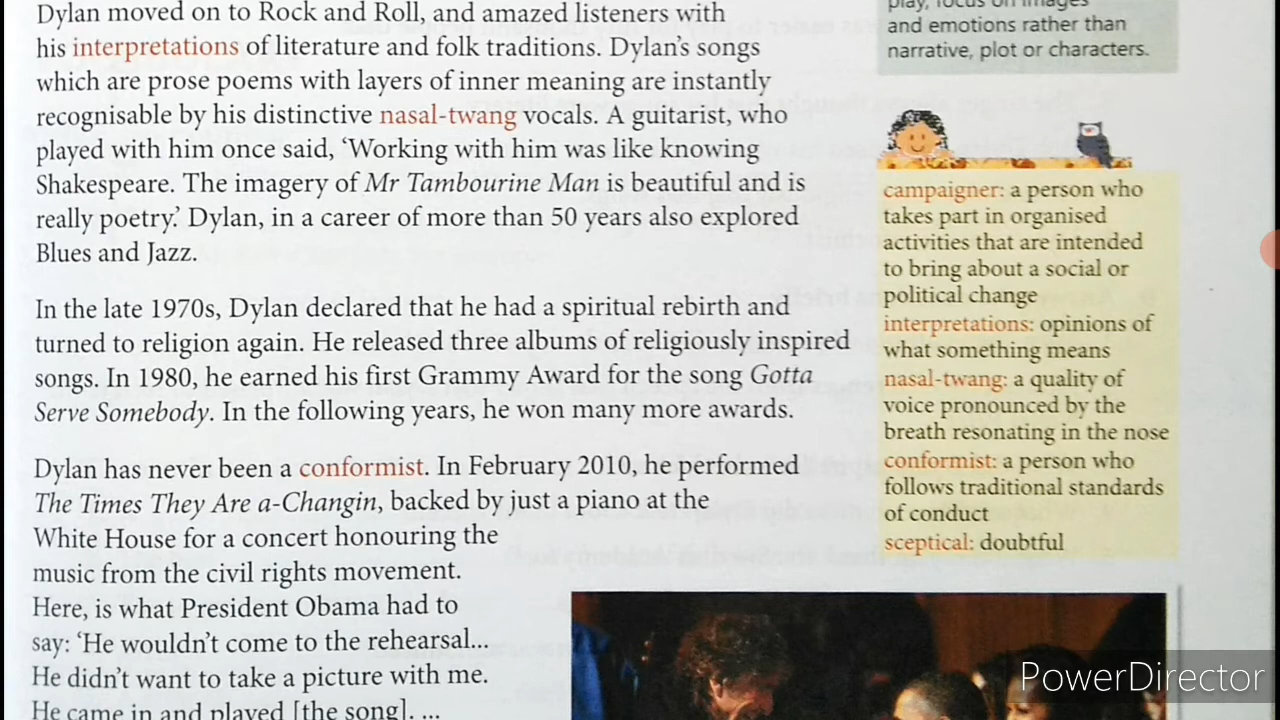 Dylan moved on to Rock and Roll, and amazed listeners with
his interpretations of literature and folk traditions. Dylan's songs
which are prose poems with layers of inner meaning are instantly
recognisable by his distinctive nasal-twang vocals. A guitarist, who
played with him once said, 'Working with him was like knowing
Shakespeare. The imagery of Mr Tambourine Man is beautiful and is
really poetry.' Dylan, in a career of more than 50 years also explored
Blues and Jazz.
In the late 1970s, Dylan declared that he had a spiritual rebirth and
turned to religion again. He released three albums of religiously inspired
songs. In 1980, he earned his first Grammy Award for the song Gotta
Serve Somebody. In the following years, he won many more awards.
Dylan has never been a conformist. In February 2010, he performed
The Times They Are a-Changin, backed by just a piano at the
White House for a concert honouring the
music from the civil rights movement.
Here, is what President Obama had to
say: 'He wouldn't come to the rehearsal...
He didn't want to take a picture with me.
He came in and played [the song]. ...
play, focus on images
and emotions rather than
narrative, plot or characters.
campaigner: a person who
takes part in organised
activities that are intended
to bring about a social or
political change
interpretations: opinions of
what something means
nasal-twang: a quality of
voice pronounced by the
breath resonating in the nose
conformist: a person who
follows traditional standards
of conduct
sceptical: doubtful
PowerDirector